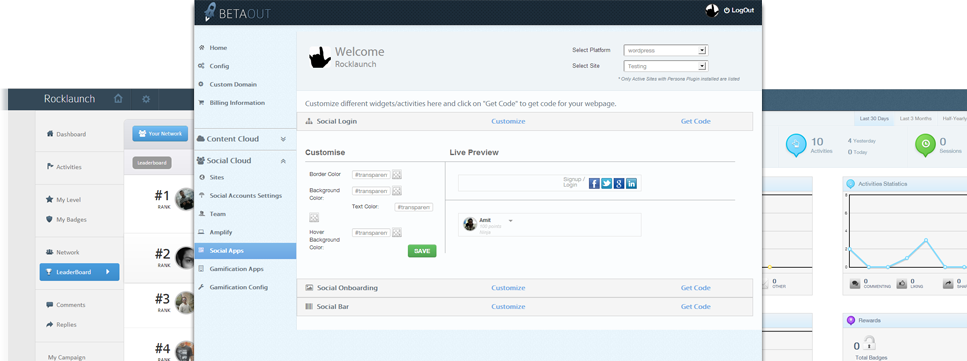 BETAOUT
LogOut
Home
Config
Custom Domain
Billing Information
Content Cloud
Social Cloud
Sites
Social Accounts Settings
Team
Amplify
Social Apps
Gamification Apps
Gamification Config
Welcome
Rocklaunch
Select Platform wordpress
Select Site Testing
* Only Active Sites with Persona Plugin installed are listed
Customize different widgets/activities here and click on "Get Code" to get code for your webpage.
Social Login Customize Get Code
Customise
Border Color #transparen
Background Color: #transparen
Text Color: #transparen
Hover Background Color: #transparen
SAVE
Live Preview
Signup / Login
Amit
Social Onboarding Customize Get Code
Social Bar Customize Get Code
Rocklaunch
Dashboard
Activities
My Level
My Badges
Network
LeaderBoard
Comments
Replies
My Campaign
Your Network
Leaderboard
#1
RANK
#2
RANK
#3
RANK
#4
RANK
Last 30 Days Last 3 Months Half-Yearly
10 Activities
4 Yesterday
0 Today
0 Sessions
Activities Statistics
OTHER
0 COMMENTING
0 LIKING
0
Rewards
0
Total Badges